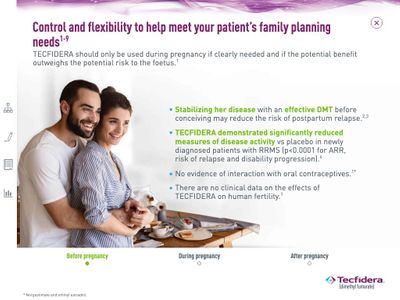 Control and flexibility to help meet your patient's family planning
needs1-9
TECFIDERA should only be used during pregnancy if clearly needed and if the potential benefit
outweighs the potential risk to the foetus.1
• Stabilizing her disease with an effective DMT before
conceiving may reduce the risk of postpartum relapse.2,3
• TECFIDERA demonstrated significantly reduced
measures of disease activity vs placebo in newly
diagnosed patients with RRMS (p<0.0001 for ARR,
risk of relapse and disability progression).4
• No evidence of interaction with oral contraceptives.1*
• There are no clinical data on the effects of
TECFIDERA on human fertility.1
Before pregnancy
During pregnancy
After pregnancy
Tecfidera
(dimethyl fumarate)
* Norgestimate and ethinyl estradiol.